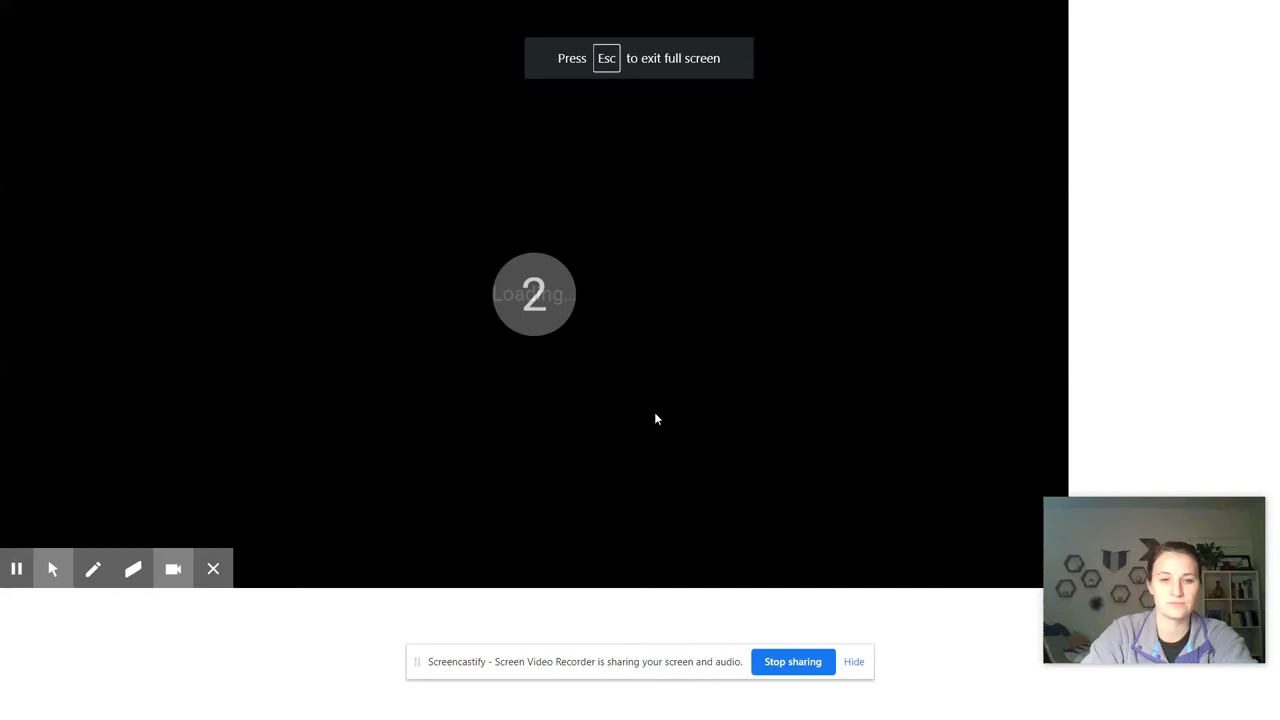 Press Esc to exit full screen
Loading...
2
Screencastify - Screen Video Recorder is sharing your screen and audio. Stop sharing Hide